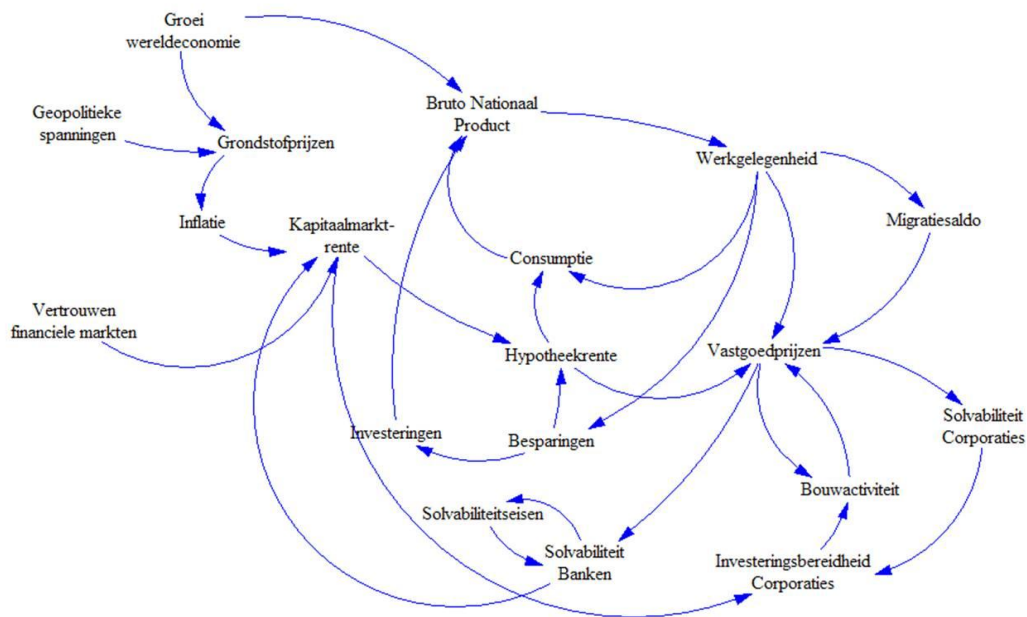 Groei
wereldeconomie
Geopolitieke
spanningen
Bruto Nationaal
Product
Grondstofprijzen
Werkgelegenheid
Inflatie
Kapitaalmarkt-
rente
Migratiesaldo
Consumptie
Vertrouwen
financiele markten
Hypotheekrente
Vastgoedprijzen
Solvabiliteit
Corporaties
Investeringen
Besparingen
Bouwactiviteit
Solvabiliteitseisen
Solvabiliteit
Banken
Investeringsbereidheid
Corporaties